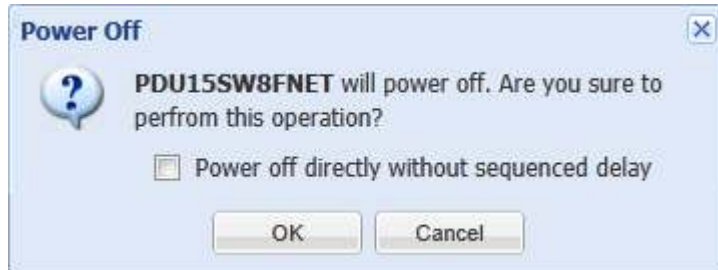 Power Off
PDU15SW8FNET will power off. Are you sure to
perfrom this operation?
Power off directly without sequenced delay
OK
Cancel